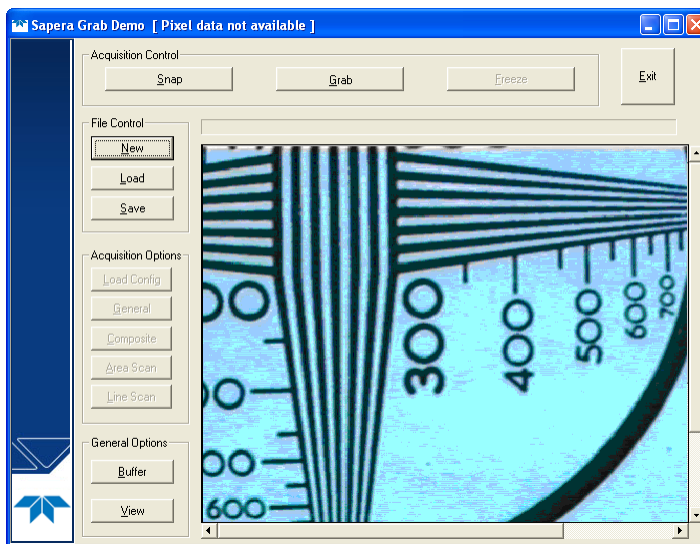 Sapera Grab Demo [ Pixel data not available ]
Acquisition Control
Snap
Grab
Freeze
Exit
File Control
New
Load
Save
Acquisition Options
Load Config
General
Composite
Area Scan
Line Scan
General Options
Buffer
View
300
400
500
600
700
600